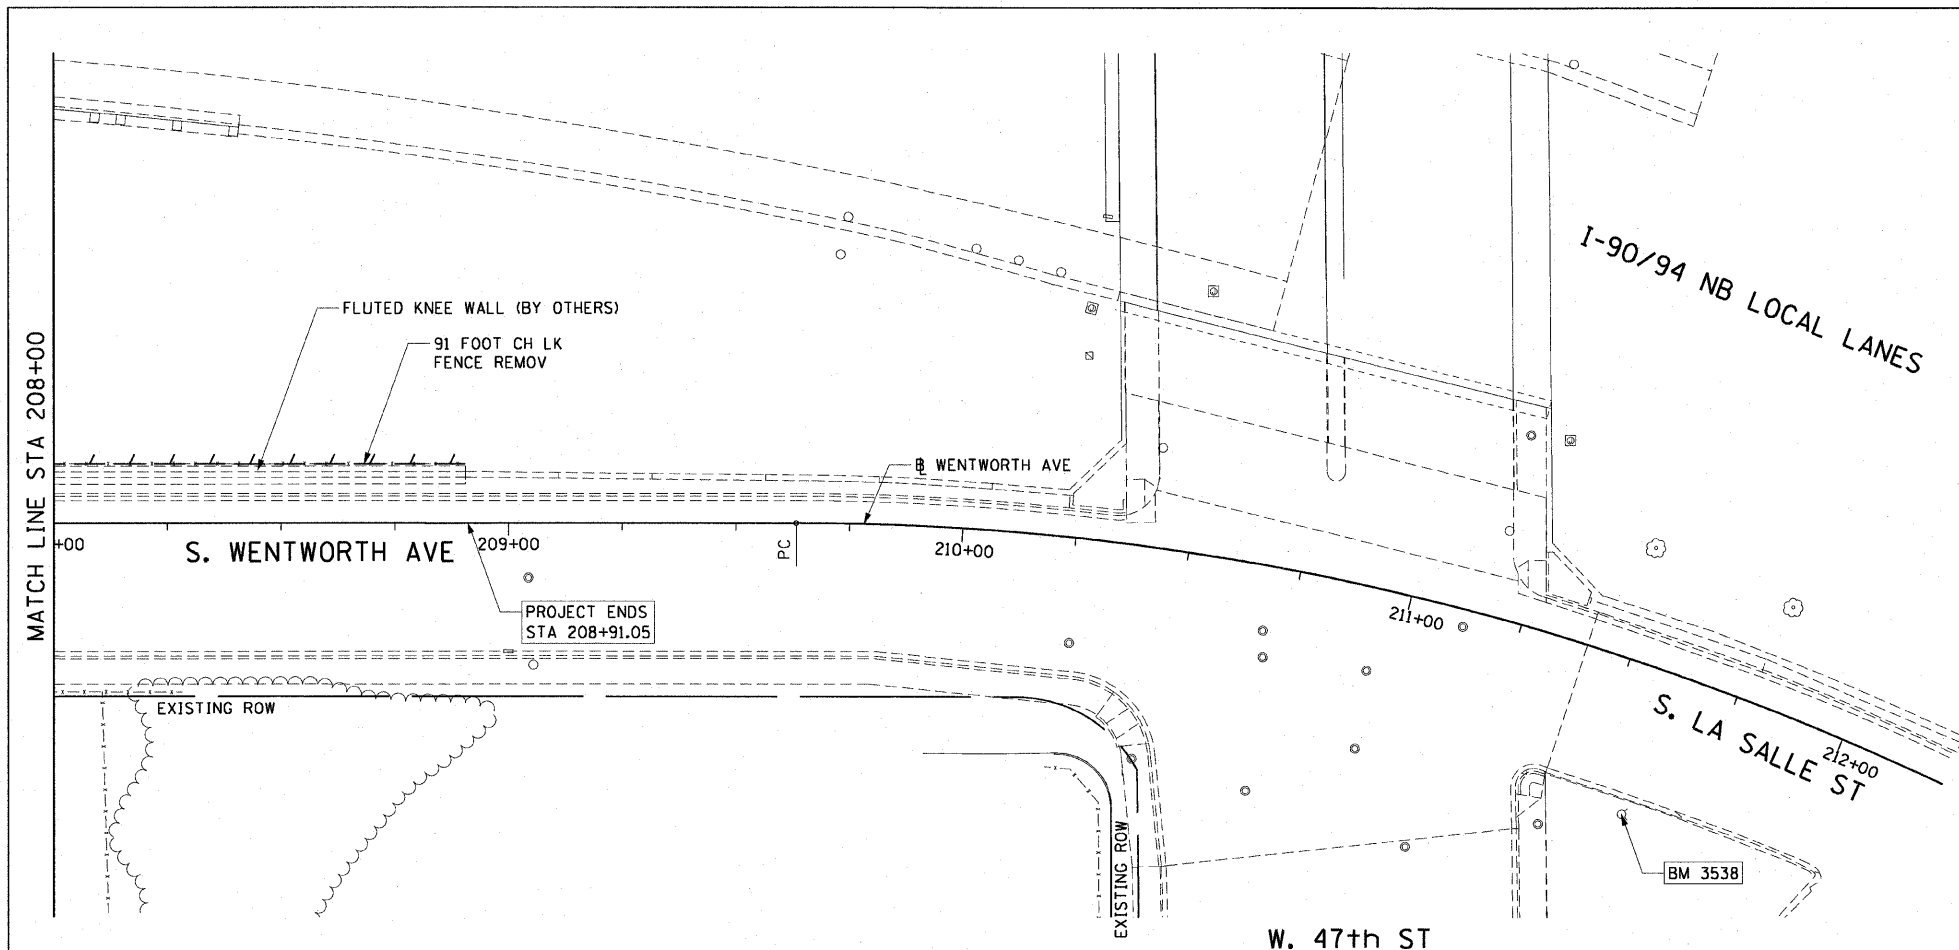 I-90/94 NB LOCAL LANES
FLUTED KNEE WALL (BY OTHERS)
91 FOOT CH LK
FENCE REMOV
MATCH LINE STA 208+00
℄ WENTWORTH AVE
+00
S. WENTWORTH AVE
209+00
PC
210+00
211+00
212+00
PROJECT ENDS
STA 208+91.05
EXISTING ROW
S. LA SALLE ST
EXISTING ROW
BM 3538
W. 47th ST